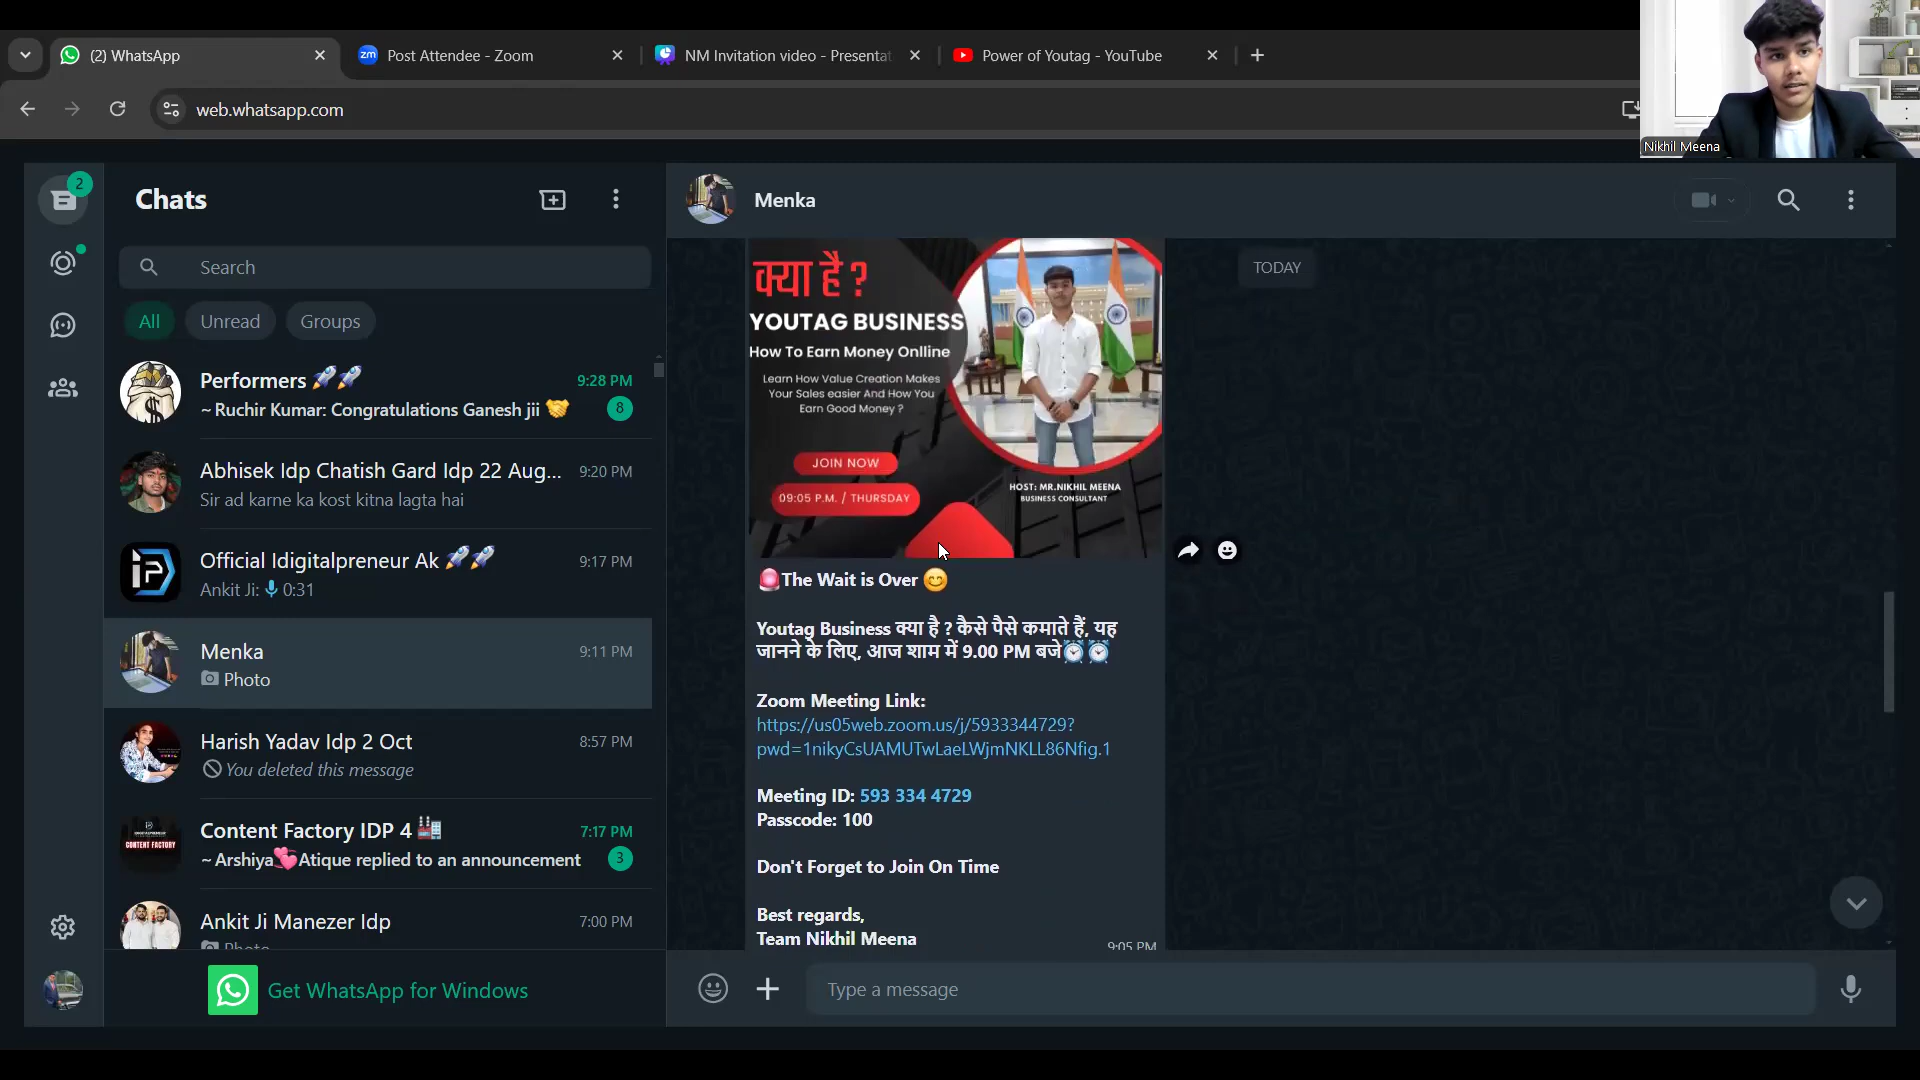 (2) WhatsApp
Post Attendee - Zoom
NM Invitation video - Presentat
Power of Youtag - YouTube
web.whatsapp.com
Nikhil Meena
2
Chats
Search
All
Unread
Groups
Performers 🚀🚀
9:28 PM
~ Ruchir Kumar: Congratulations Ganesh jii 🤝
8
Abhisek Idp Chatish Gard Idp 22 Aug...
9:20 PM
Sir ad karne ka kost kitna lagta hai
Official Idigitalpreneur Ak 🚀🚀
9:17 PM
Ankit Ji: 0:31
Menka
9:11 PM
Photo
Harish Yadav Idp 2 Oct
8:57 PM
You deleted this message
Content Factory IDP 4 🏭
7:17 PM
~ Arshiya💞Atique replied to an announcement
3
CONTENT FACTORY
Ankit Ji Manezer Idp
7:00 PM
Photo
Get WhatsApp for Windows
Menka
TODAY
क्या है ?
YOUTAG BUSINESS
How To Earn Money Onlline
Learn How Value Creation Makes
Your Sales easier And How You
Earn Good Money ?
JOIN NOW
09:05 P.M. / THURSDAY
HOST: MR.NIKHIL MEENA
BUSINESS CONSULTANT
🚨The Wait is Over 😊
Youtag Business क्या है ? कैसे पैसे कमाते हैं, यह
जानने के लिए, आज शाम में 9.00 PM बजे⏰⏰
Zoom Meeting Link:
https://us05web.zoom.us/j/5933344729?
pwd=1nikyCsUAMUTwLaeLWjmNKLL86Nfig.1
Meeting ID: 593 334 4729
Passcode: 100
Don't Forget to Join On Time
Best regards,
Team Nikhil Meena
9:05 PM
Type a message